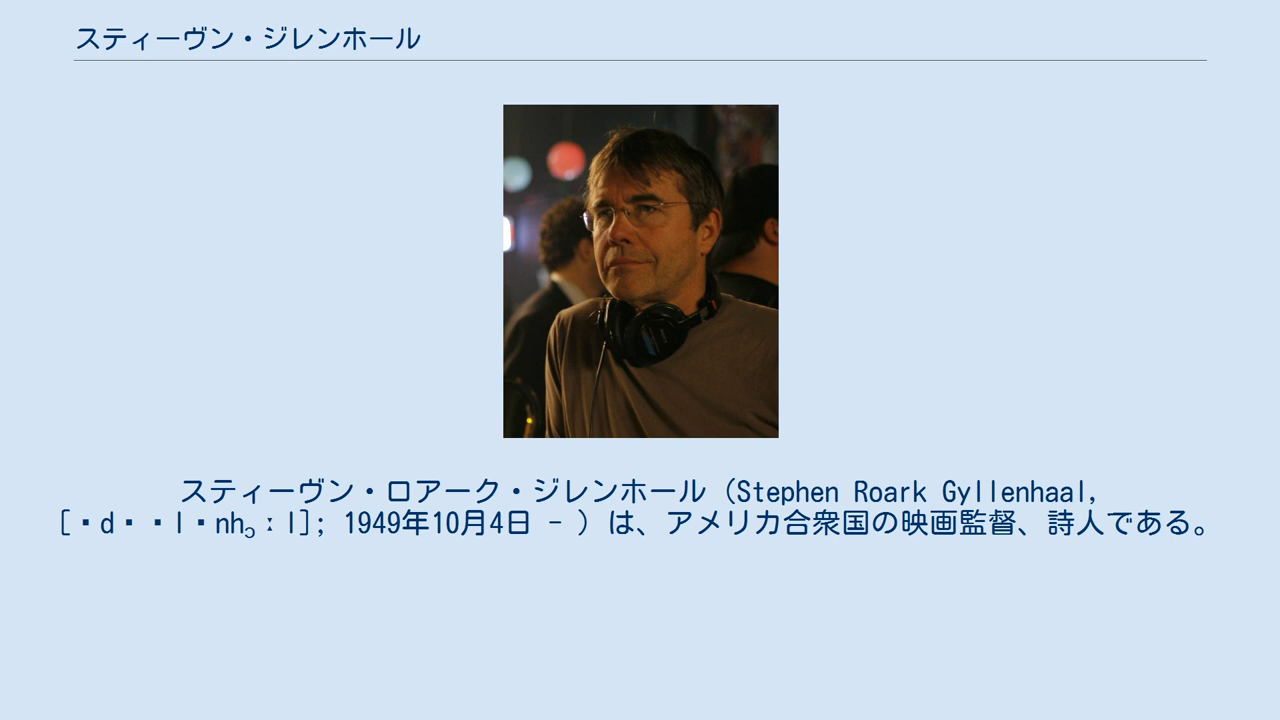 スティーヴン・ジレンホール
スティーヴン・ロアーク・ジレンホール（Stephen Roark Gyllenhaal,
[▪d▪▪l▪nhɔːl]; 1949年10月4日 - ）は、アメリカ合衆国の映画監督、詩人である。